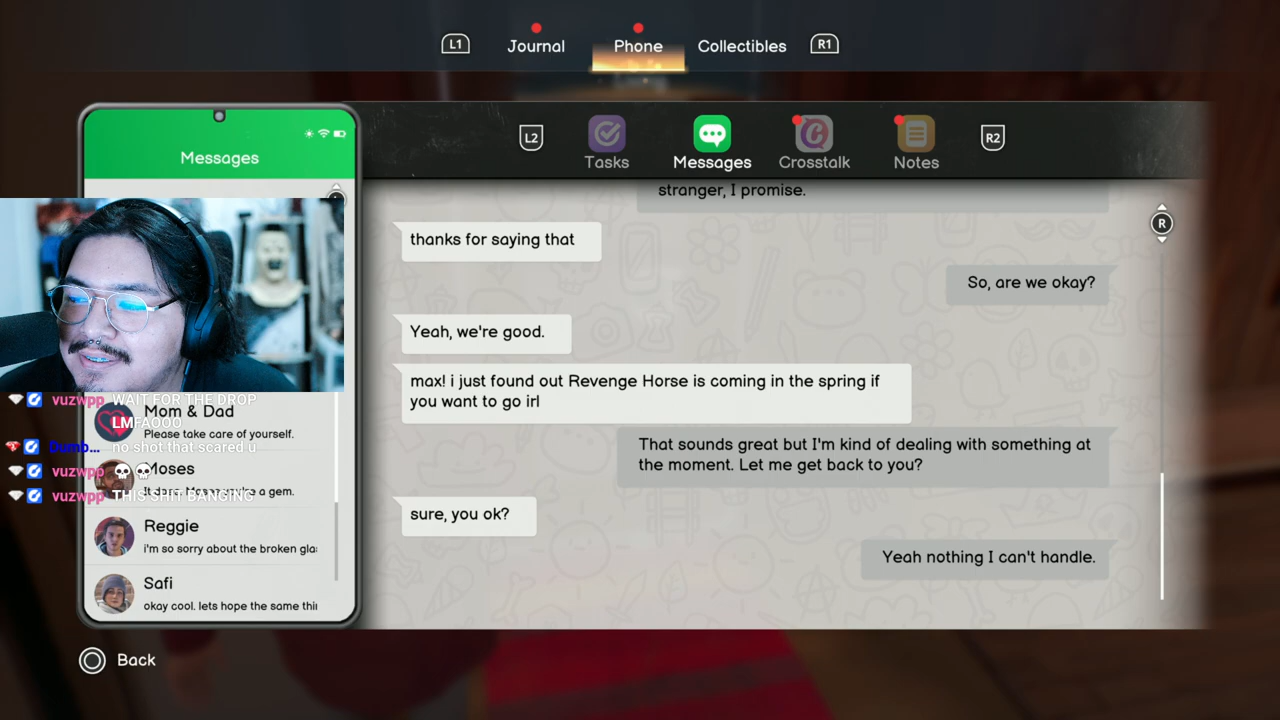 L1
Journal
Phone
Collectibles
R1
Messages
L2
Tasks
Messages
Crosstalk
Notes
R2
stranger, I promise.
thanks for saying that
So, are we okay?
Yeah, we're good.
max! i just found out Revenge Horse is coming in the spring if
you want to go irl
That sounds great but I'm kind of dealing with something at
the moment. Let me get back to you?
sure, you ok?
Yeah nothing I can't handle.
R
vuzwpp WAIT FOR THE DROP
LMFAOOO
Dumb... no shot that scared u
vuzwpp
vuzwpp THIS SHIT BANGING
Mom & Dad
Please take care of yourself.
Moses
a gem.
Reggie
i'm so sorry about the broken gla
Safi
okay cool. lets hope the same thi
Back